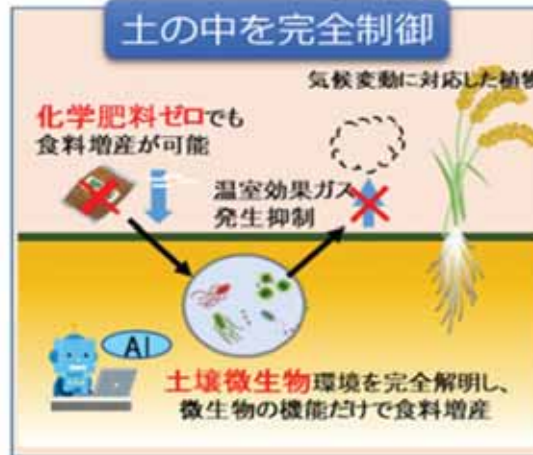 土の中を完全制御
気候変動に対応した植物
化学肥料ゼロでも
食料増産が可能
温室効果ガス
発生抑制
AI
土壌微生物環境を完全解明し、
微生物の機能だけで食料増産